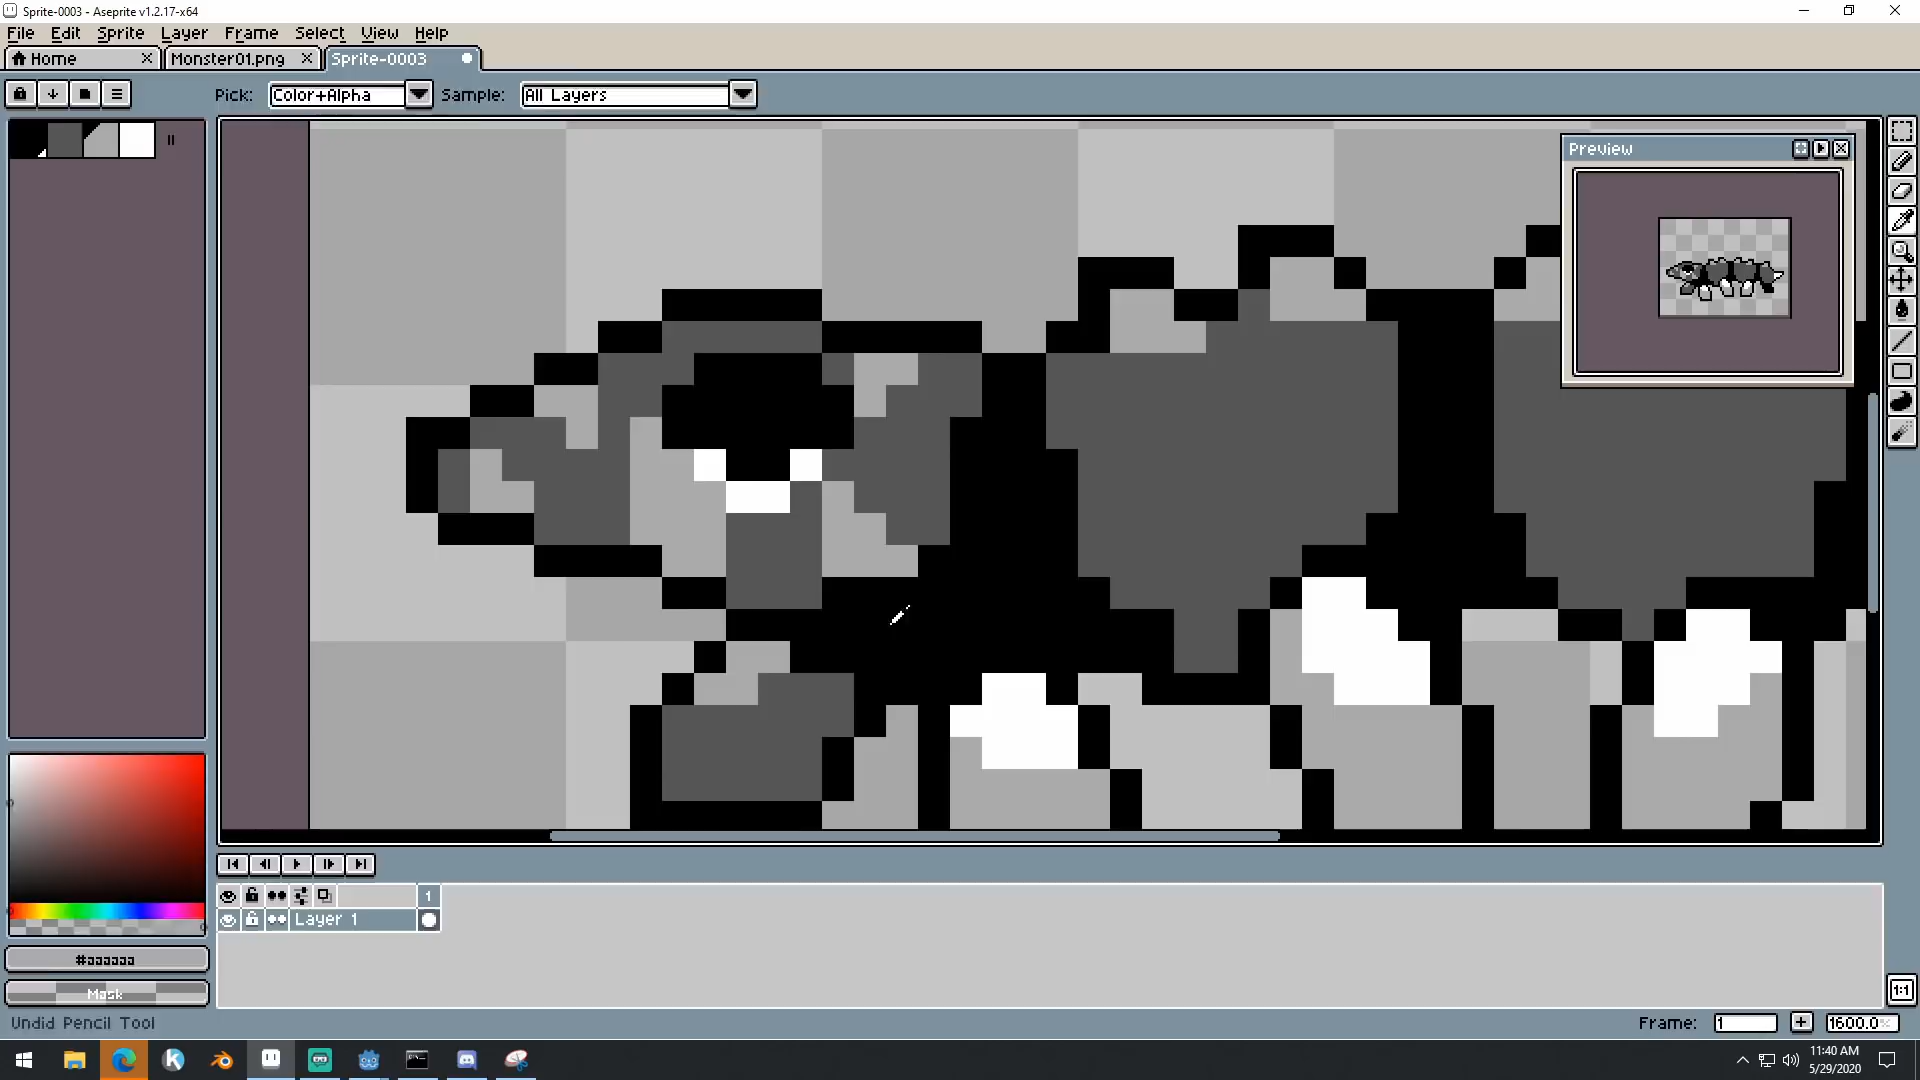 Sprite-0003 - Aseprite v1.2.17-x64
File Edit Sprite Layer Frame Select View Help
Home Monster01.png Sprite-0003
Pick: Color+Alpha Sample: All Layers
Preview
1
Layer 1
#aaaaaa
Mask
1:1
Undid Pencil Tool
Frame: 1 + 1600.0%
11:40 AM
5/29/2020